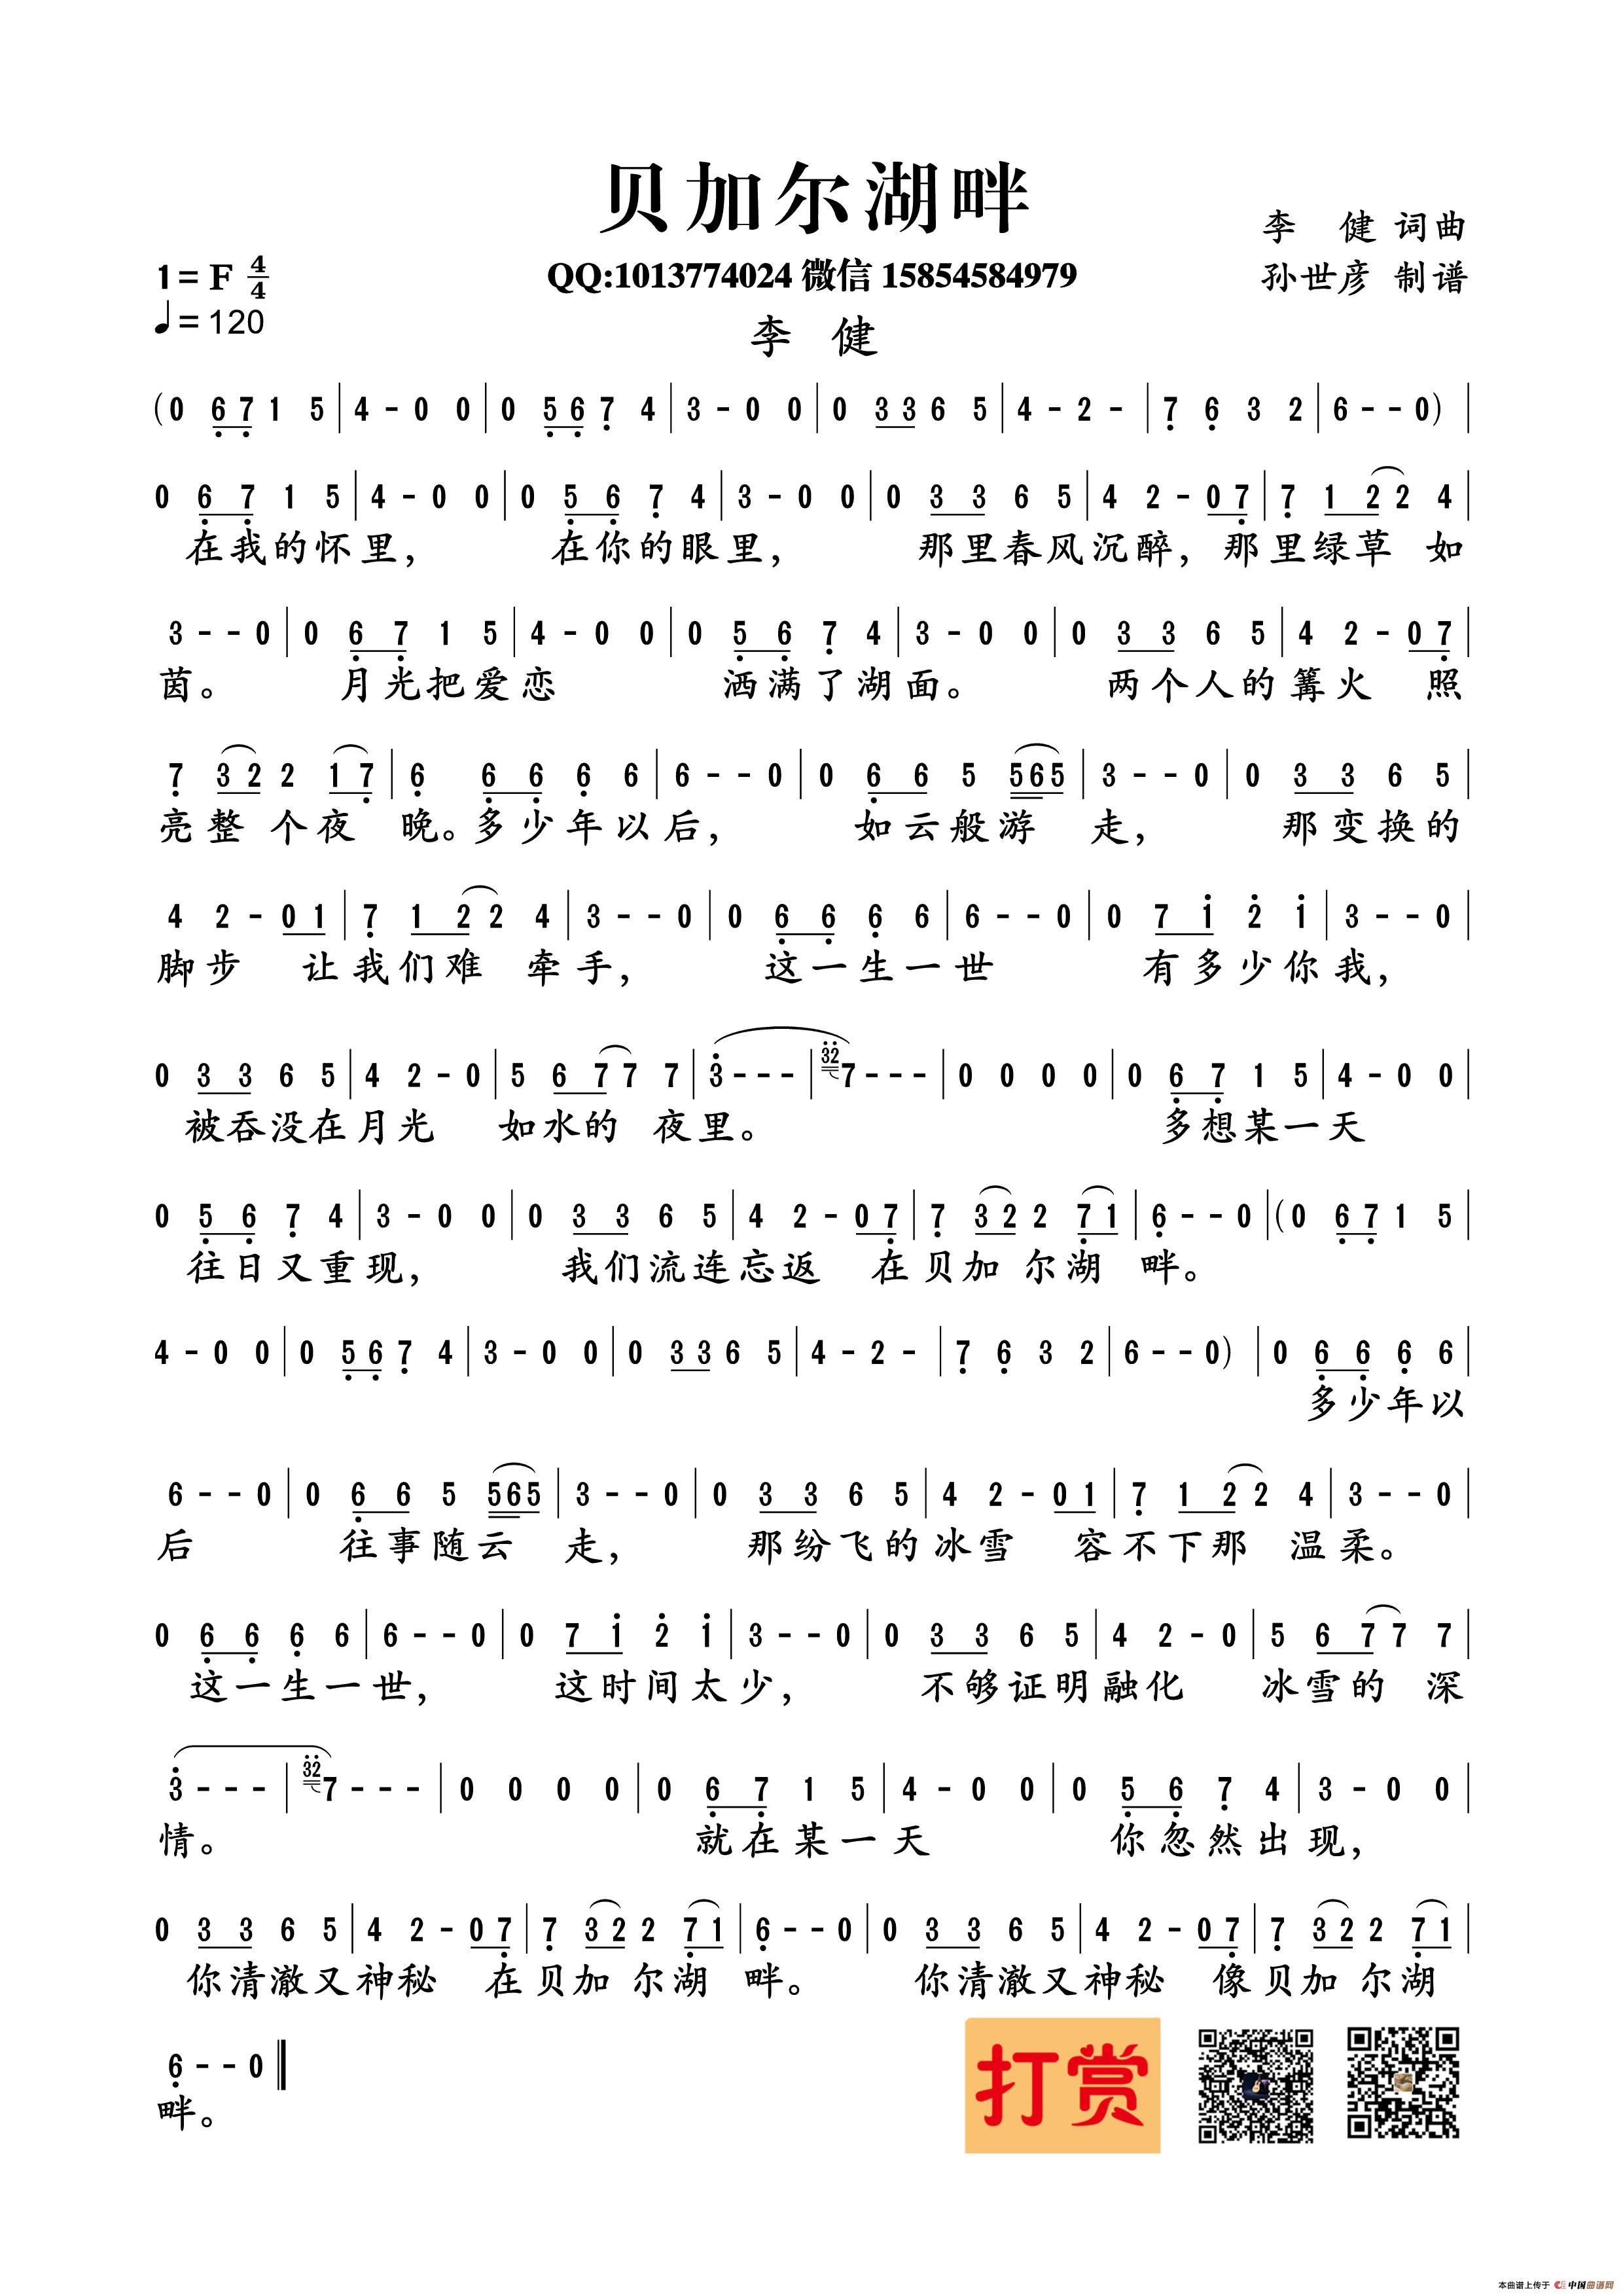 贝加尔湖畔
李 健 词曲
1=F 4/4
QQ:1013774024 微信 15854584979
孙世彦 制谱
♩=120
李 健
(0 6 7 1 5 | 4 - 0 0 | 0 5 6 7 4 | 3 - 0 0 | 0 3 3 6 5 | 4 - 2 - | 7 6 3 2 | 6 - - 0) |
0 6 7 1 5 | 4 - 0 0 | 0 5 6 7 4 | 3 - 0 0 | 0 3 3 6 5 | 4 2 - 0 7 | 7 1 2 2 4 |
在我的怀里, 在你的眼里, 那里春风沉醉, 那里绿草 如
3 - - 0 | 0 6 7 1 5 | 4 - 0 0 | 0 5 6 7 4 | 3 - 0 0 | 0 3 3 6 5 | 4 2 - 0 7 |
茵。 月光把爱恋 洒满了湖面。 两个人的篝火 照
7 3 2 2 1 7 | 6 6 6 6 6 | 6 - - 0 | 0 6 6 5 5 6 5 | 3 - - 0 | 0 3 3 6 5 |
亮整 个夜 晚。多少年以后, 如云般游 走, 那变换的
4 2 - 0 1 | 7 1 2 2 4 | 3 - - 0 | 0 6 6 6 6 | 6 - - 0 | 0 7 1 2 1 | 3 - - 0 |
脚步 让我们难 牵手, 这一生一世 有多少你我,
0 3 3 6 5 | 4 2 - 0 | 5 6 7 7 7 | 3 - - - | 32 7 - - - | 0 0 0 0 | 0 6 7 1 5 | 4 - 0 0 |
被吞没在月光 如水的 夜里。 多想某一天
0 5 6 7 4 | 3 - 0 0 | 0 3 3 6 5 | 4 2 - 0 7 | 7 3 2 2 7 1 | 6 - - 0 | (0 6 7 1 5 |
往日又重现, 我们流连忘返 在贝加 尔湖 畔。
4 - 0 0 | 0 5 6 7 4 | 3 - 0 0 | 0 3 3 6 5 | 4 - 2 - | 7 6 3 2 | 6 - - 0) | 0 6 6 6 6 |
多少年以
6 - - 0 | 0 6 6 5 5 6 5 | 3 - - 0 | 0 3 3 6 5 | 4 2 - 0 1 | 7 1 2 2 4 | 3 - - 0 |
后 往事随云 走, 那纷飞的冰雪 容不下那 温柔。
0 6 6 6 6 | 6 - - 0 | 0 7 1 2 1 | 3 - - 0 | 0 3 3 6 5 | 4 2 - 0 | 5 6 7 7 7 |
这一生一世, 这时间太少, 不够证明融化 冰雪的 深
3 - - - | 32 7 - - - | 0 0 0 0 | 0 6 7 1 5 | 4 - 0 0 | 0 5 6 7 4 | 3 - 0 0 |
情。 就在某一天 你忽然出现,
0 3 3 6 5 | 4 2 - 0 7 | 7 3 2 2 7 1 | 6 - - 0 | 0 3 3 6 5 | 4 2 - 0 7 | 7 3 2 2 7 1 |
你清澈又神秘 在贝加 尔湖 畔。 你清澈又神秘 像贝加 尔湖
6 - - 0 ‖
畔。
打赏
本曲谱上传于 中国曲谱网